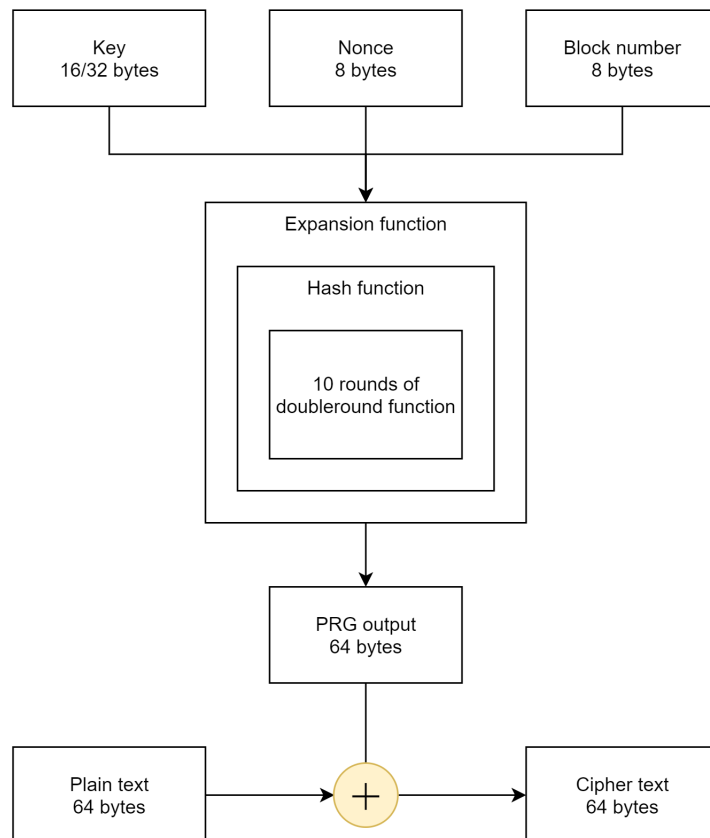 Key
16/32 bytes
Nonce
8 bytes
Block number
8 bytes
Expansion function
Hash function
10 rounds of
doubleround function
PRG output
64 bytes
Plain text
64 bytes
+
Cipher text
64 bytes